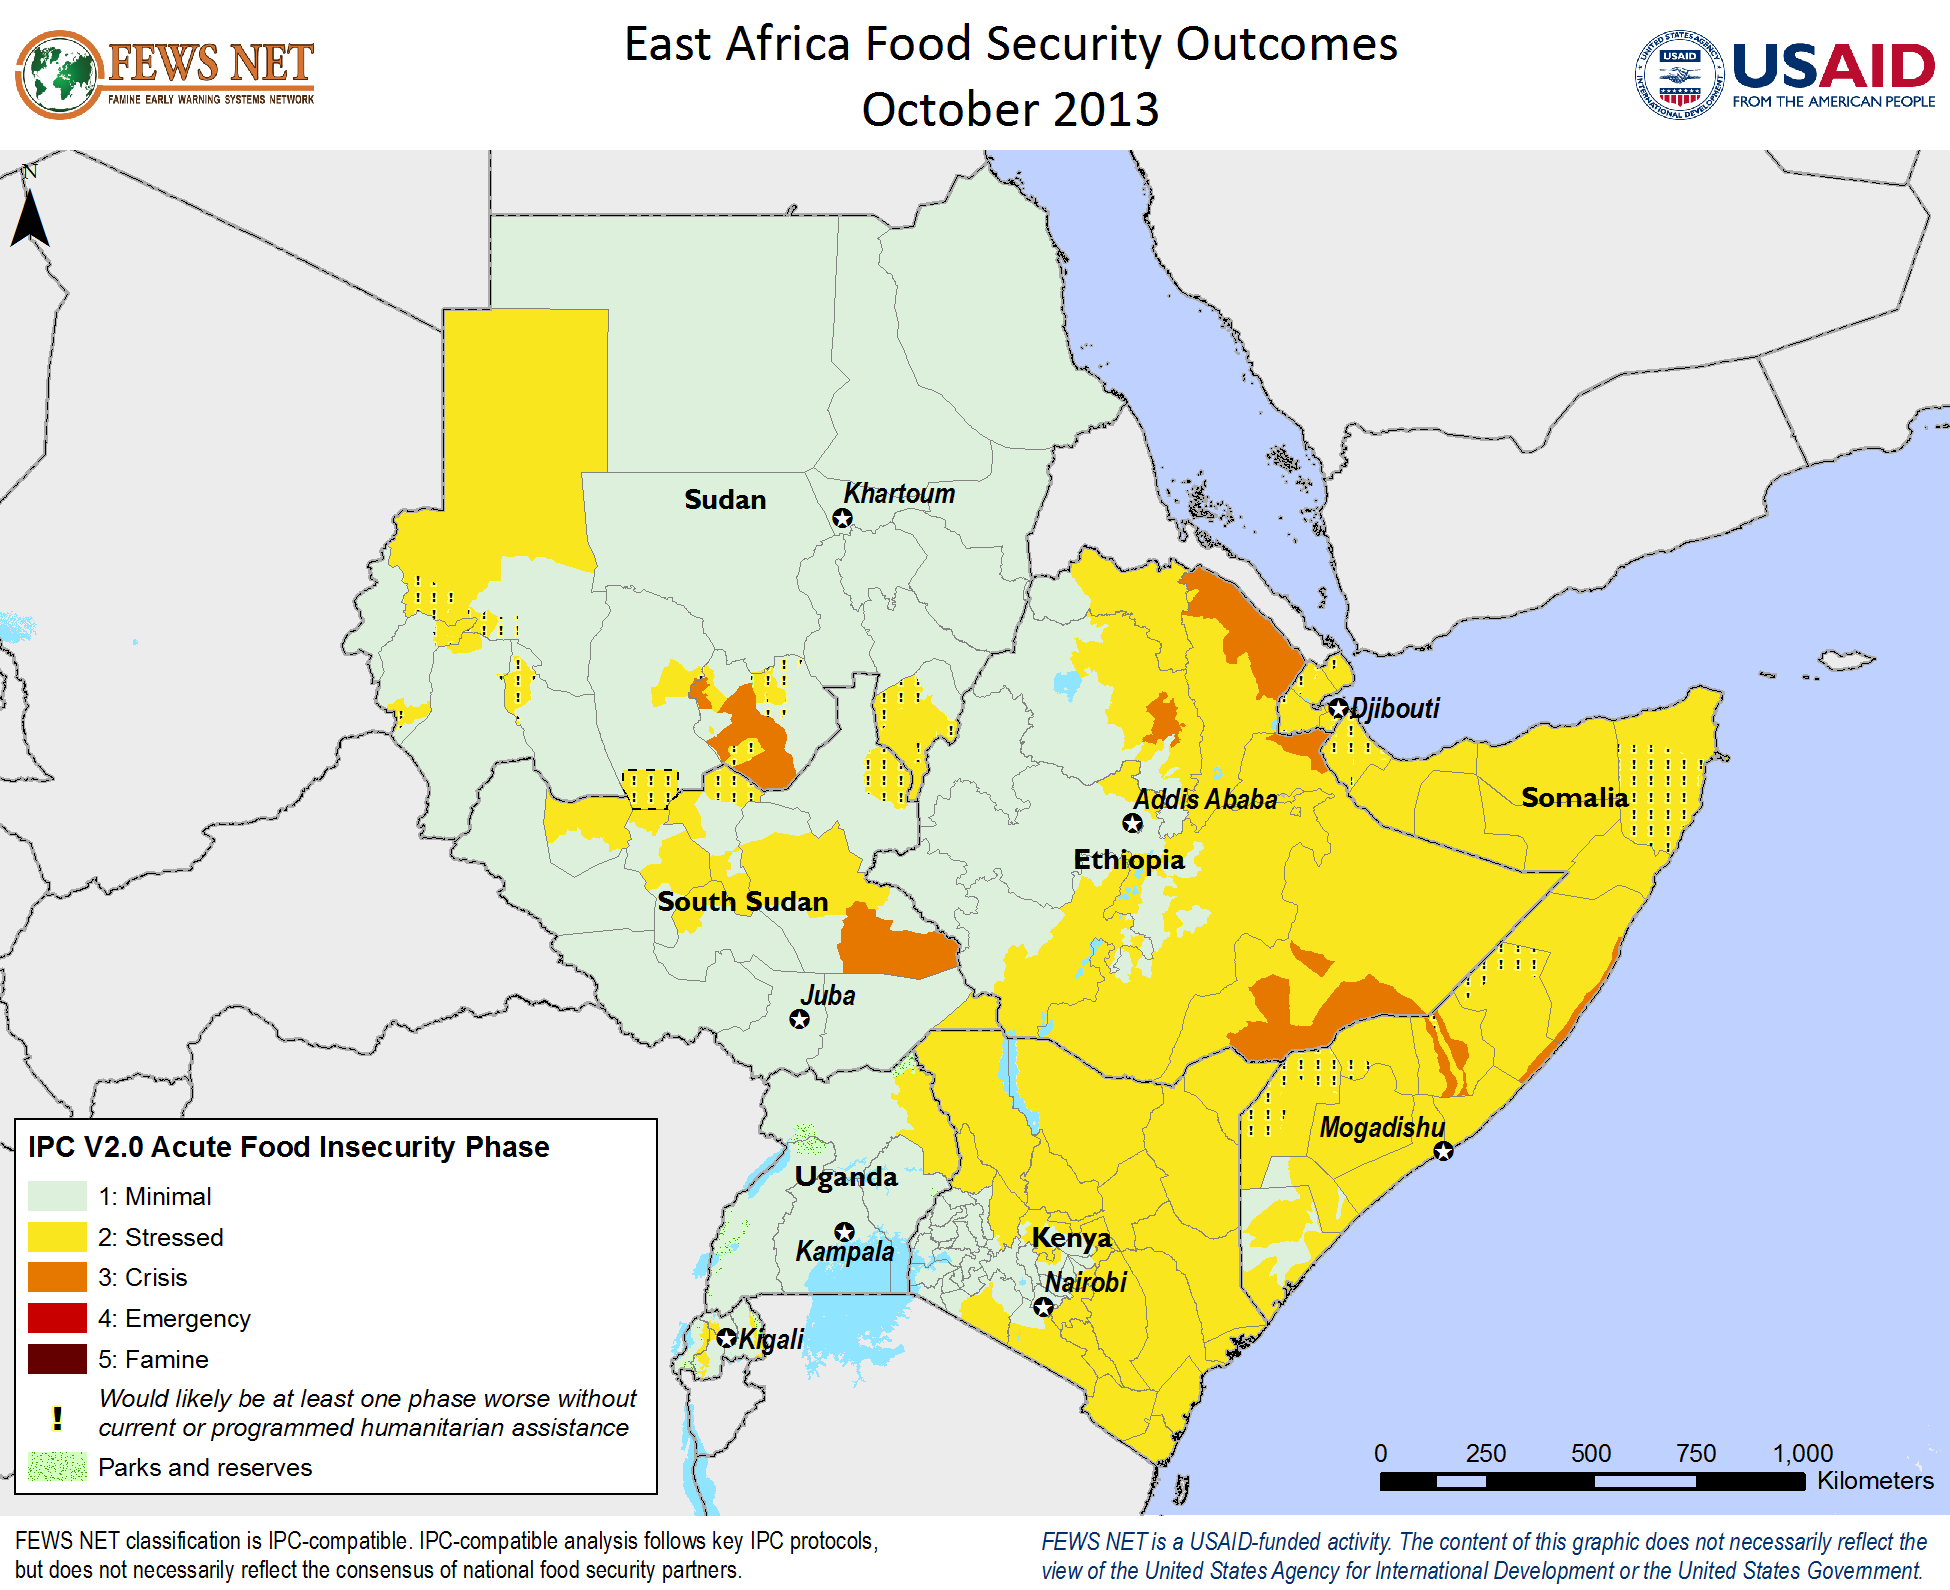 FEWS NET
FAMINE EARLY WARNING SYSTEMS NETWORK
East Africa Food Security Outcomes
October 2013
UNITED STATES AGENCY
USAID
INTERNATIONAL DEVELOPMENT
USAID
FROM THE AMERICAN PEOPLE
N
Sudan
Khartoum
Djibouti
Somalia
Addis Ababa
Ethiopia
South Sudan
Juba
Mogadishu
Uganda
Kampala
Kenya
Nairobi
Kigali
IPC V2.0 Acute Food Insecurity Phase
1: Minimal
2: Stressed
3: Crisis
4: Emergency
5: Famine
! Would likely be at least one phase worse without
current or programmed humanitarian assistance
Parks and reserves
0 250 500 750 1,000
Kilometers
FEWS NET classification is IPC-compatible. IPC-compatible analysis follows key IPC protocols,
but does not necessarily reflect the consensus of national food security partners.
FEWS NET is a USAID-funded activity. The content of this graphic does not necessarily reflect the
view of the United States Agency for International Development or the United States Government.